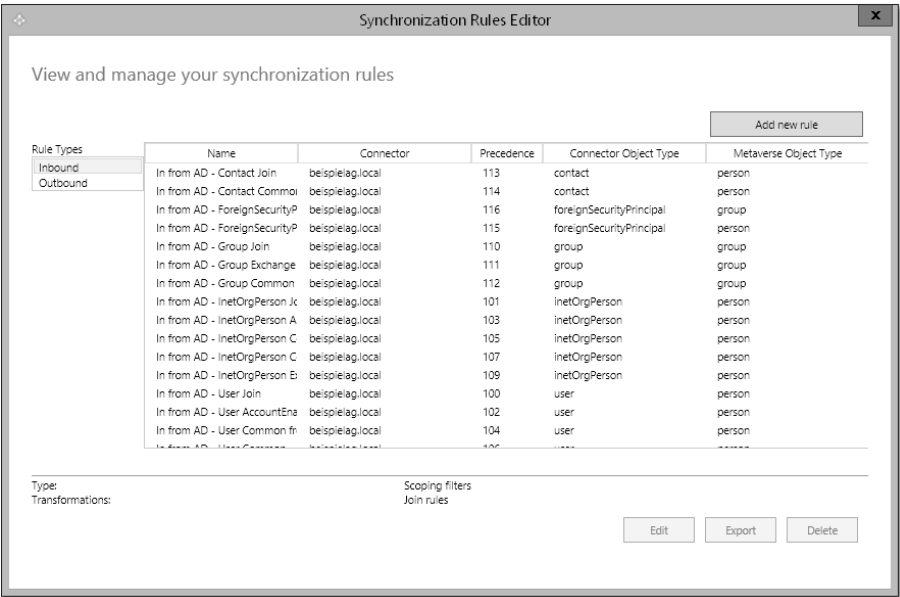 Synchronization Rules Editor
x
View and manage your synchronization rules
Add new rule
Rule Types
Inbound
Outbound
Name Connector Precedence Connector Object Type Metaverse Object Type
In from AD - Contact Join beispielag.local 113 contact person
In from AD - Contact Commo beispielag.local 114 contact person
In from AD - ForeignSecurityP beispielag.local 116 foreignSecurityPrincipal group
In from AD - ForeignSecurityP beispielag.local 115 foreignSecurityPrincipal person
In from AD - Group Join beispielag.local 110 group group
In from AD - Group Exchange beispielag.local 111 group group
In from AD - Group Common beispielag.local 112 group group
In from AD - InetOrgPerson Jo beispielag.local 101 inetOrgPerson person
In from AD - InetOrgPerson A beispielag.local 103 inetOrgPerson person
In from AD - InetOrgPerson C beispielag.local 105 inetOrgPerson person
In from AD - InetOrgPerson C beispielag.local 107 inetOrgPerson person
In from AD - InetOrgPerson E beispielag.local 109 inetOrgPerson person
In from AD - User Join beispielag.local 100 user person
In from AD - User AccountEna beispielag.local 102 user person
In from AD - User Common fr beispielag.local 104 user person
Type: Scoping filters
Transformations: Join rules
Edit Export Delete